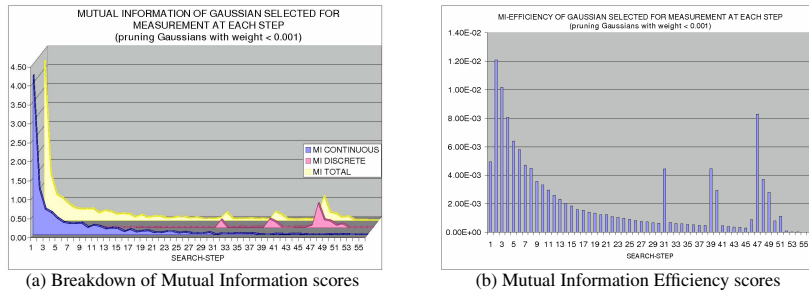 MUTUAL INFORMATION OF GAUSSIAN SELECTED FOR
MEASUREMENT AT EACH STEP
(pruning Gaussians with weight < 0.001)
4.50
4.00
3.50
3.00
2.50
2.00
1.50
1.00
0.50
0.00
1 3 5 7 9 11 13 15 17 19 21 23 25 27 29 31 33 35 37 39 41 43 45 47 49 51 53 55
SEARCH-STEP
MI CONTINUOUS
MI DISCRETE
MI TOTAL
(a) Breakdown of Mutual Information scores
MI-EFFICIENCY OF GAUSSIAN SELECTED FOR MEASUREMENT AT EACH STEP
(pruning Gaussians with weight < 0.001)
1.40E-02
1.20E-02
1.00E-02
8.00E-03
6.00E-03
4.00E-03
2.00E-03
0.00E+00
1 3 5 7 9 11 13 15 17 19 21 23 25 27 29 31 33 35 37 39 41 43 45 47 49 51 53 55
SEARCH-STEP
(b) Mutual Information Efficiency scores